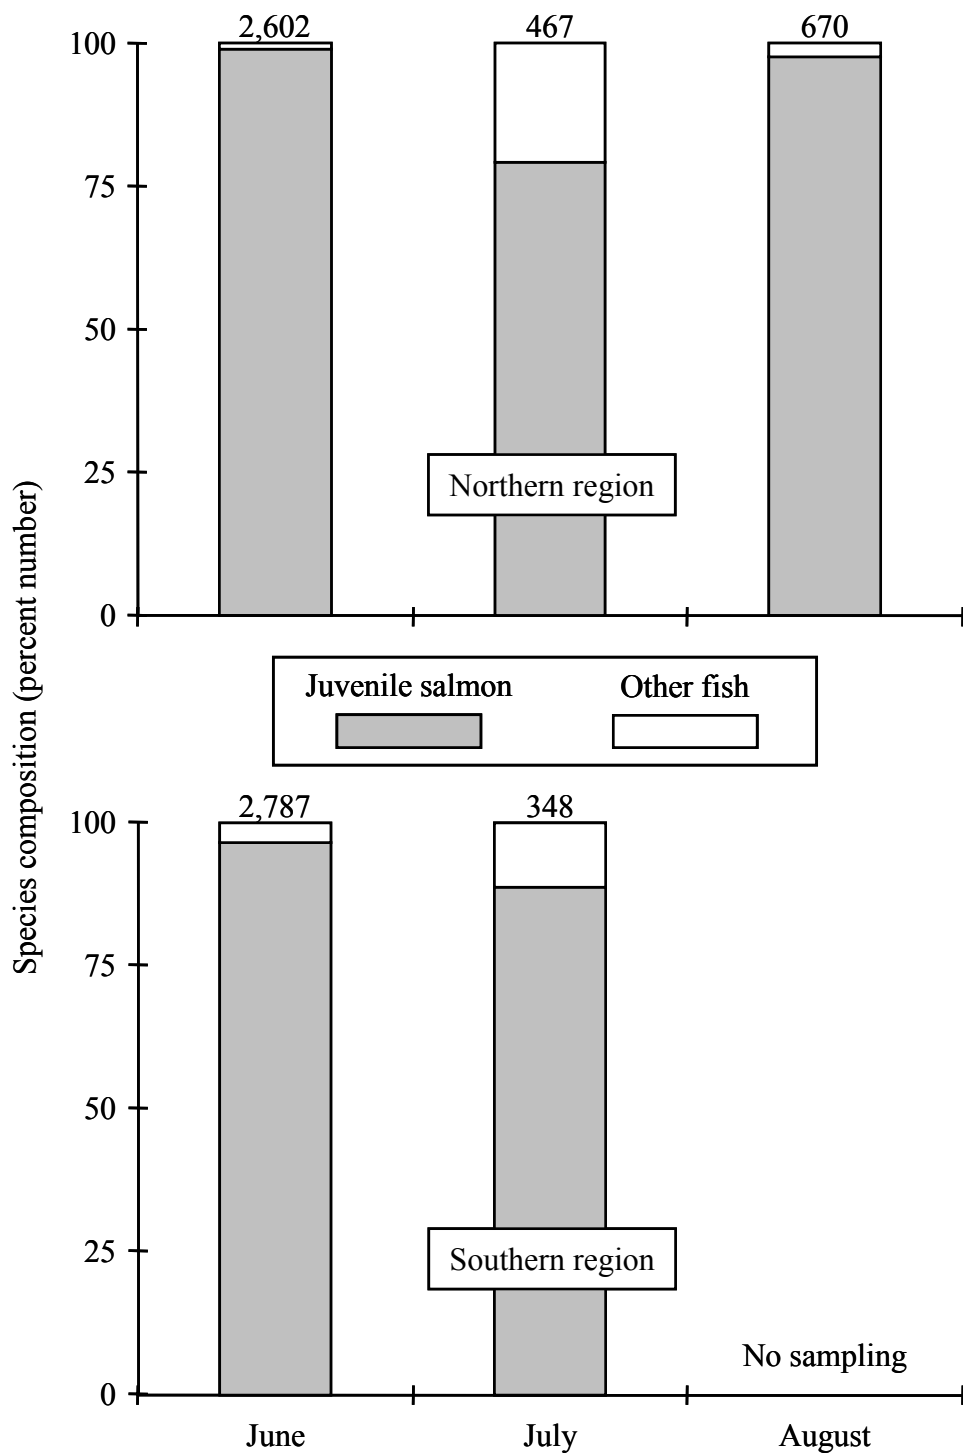 2,602 467 670
100
75
50
25
0
Northern region
Species composition (percent number)
Juvenile salmon Other fish
2,787 348
100
75
50
25
0
Southern region
No sampling
June July August